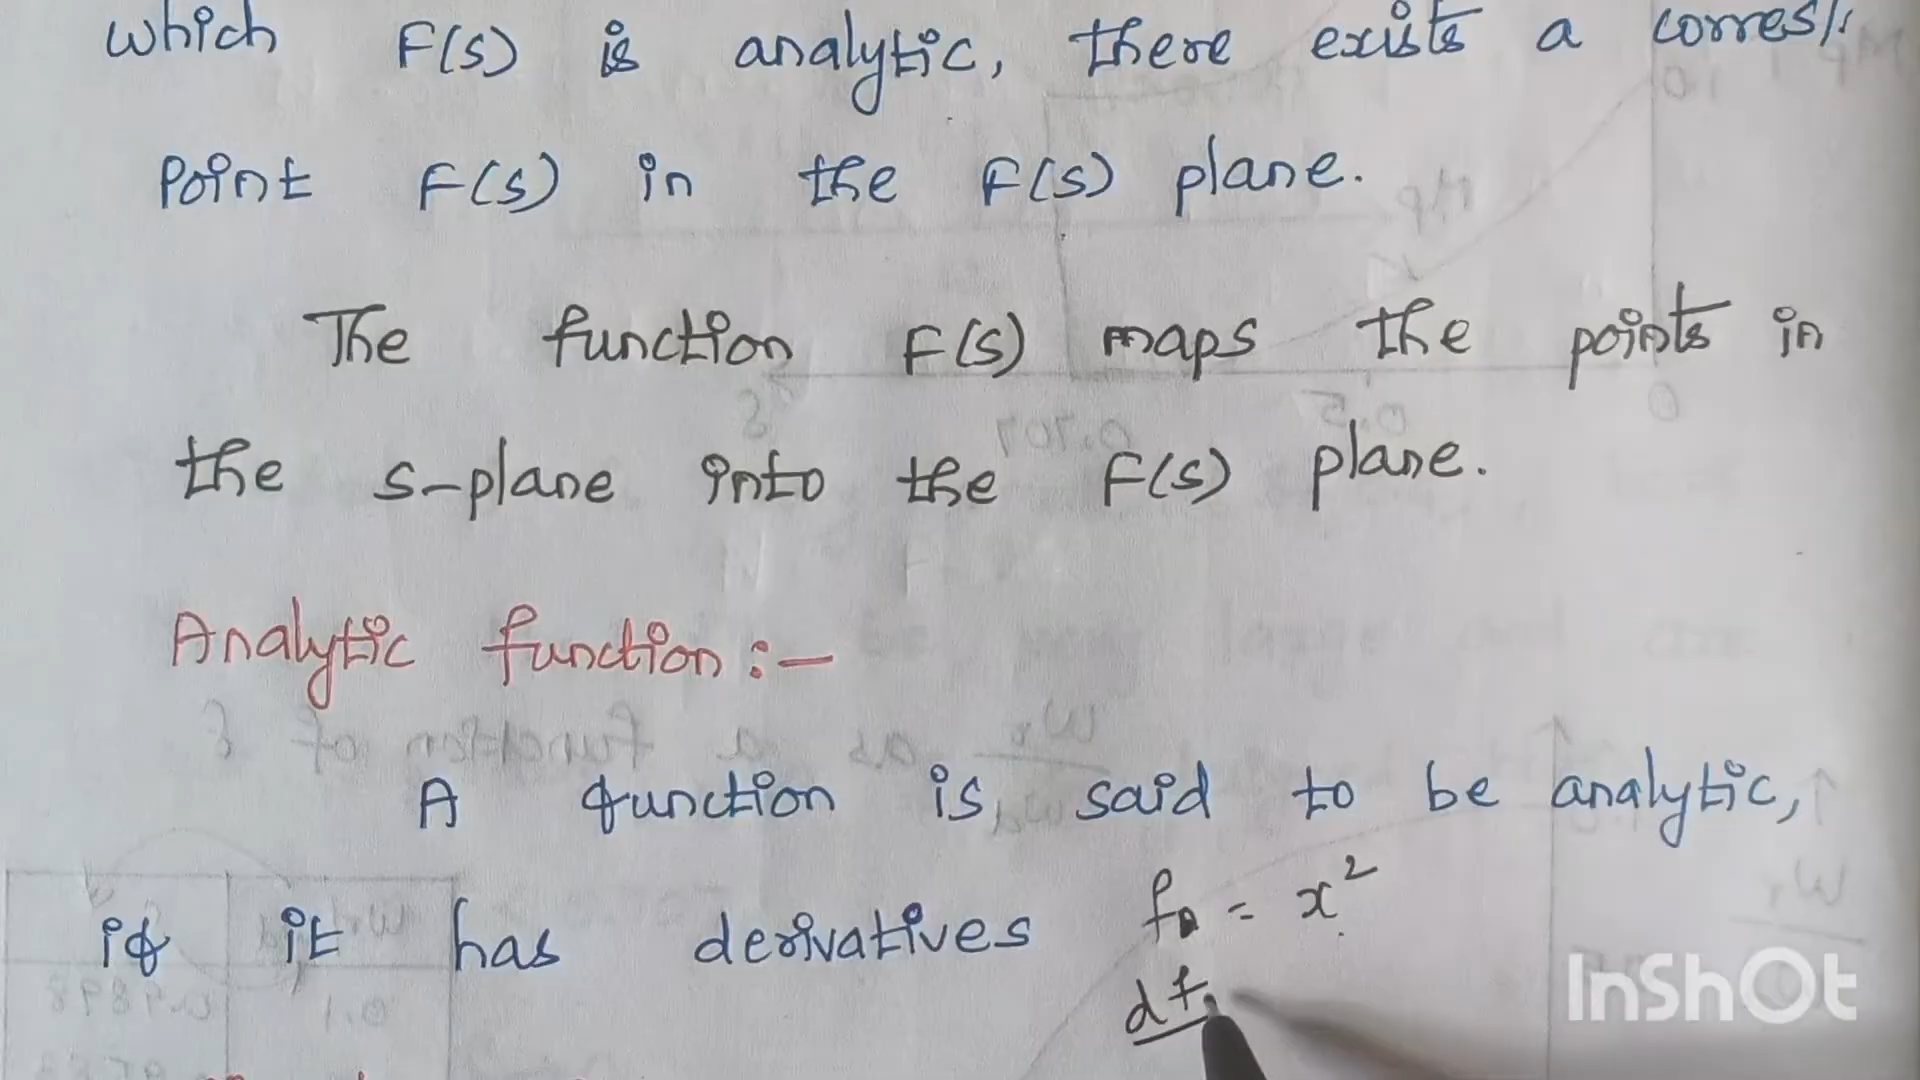 which F(s) is analytic, there exists a
Point F(s) in the F(s) plane.
The function F(s) maps the points in
the s-plane into the F(s) plane.
Analytic function :-
A function is said to be analytic,
if it has derivatives
f = x²
df
InShOt